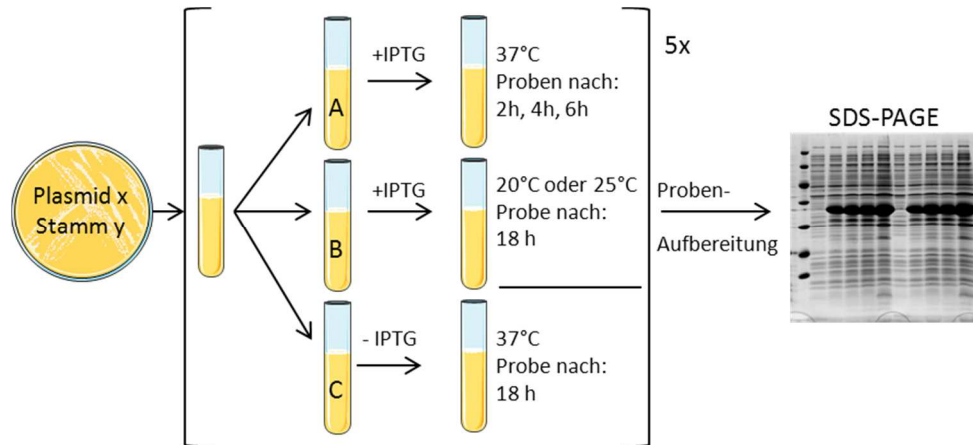 Plasmid x
Stamm y
A
+IPTG
37°C
Proben nach:
2h, 4h, 6h
B
+IPTG
20°C oder 25°C
Probe nach:
18 h
C
- IPTG
37°C
Probe nach:
18 h
5x
Proben-
Aufbereitung
SDS-PAGE